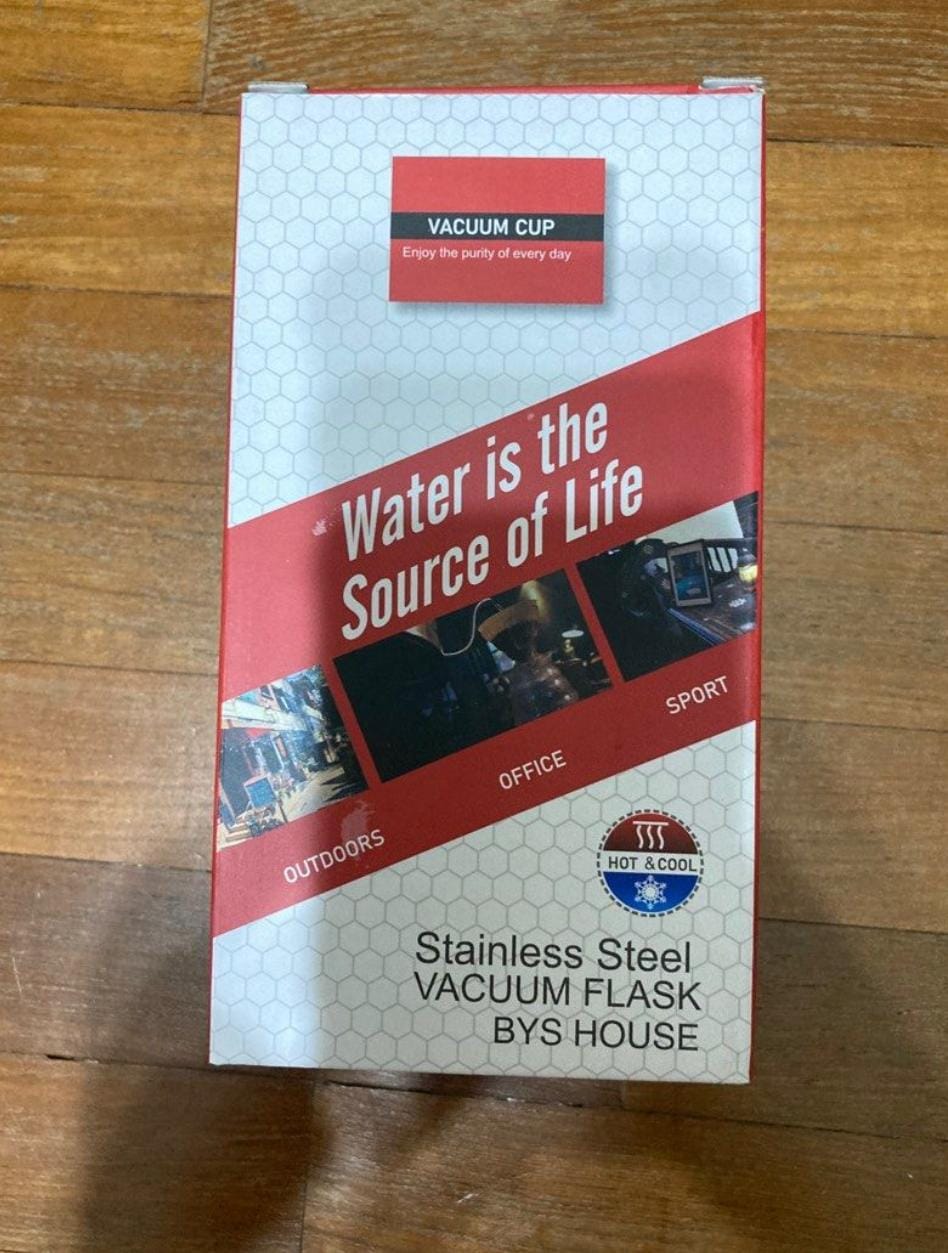 VACUUM CUP
Enjoy the purity of every day
Water is the
Source of Life
OUTDOORS
OFFICE
SPORT
HOT & COOL
Stainless Steel
VACUUM FLASK
BYS HOUSE